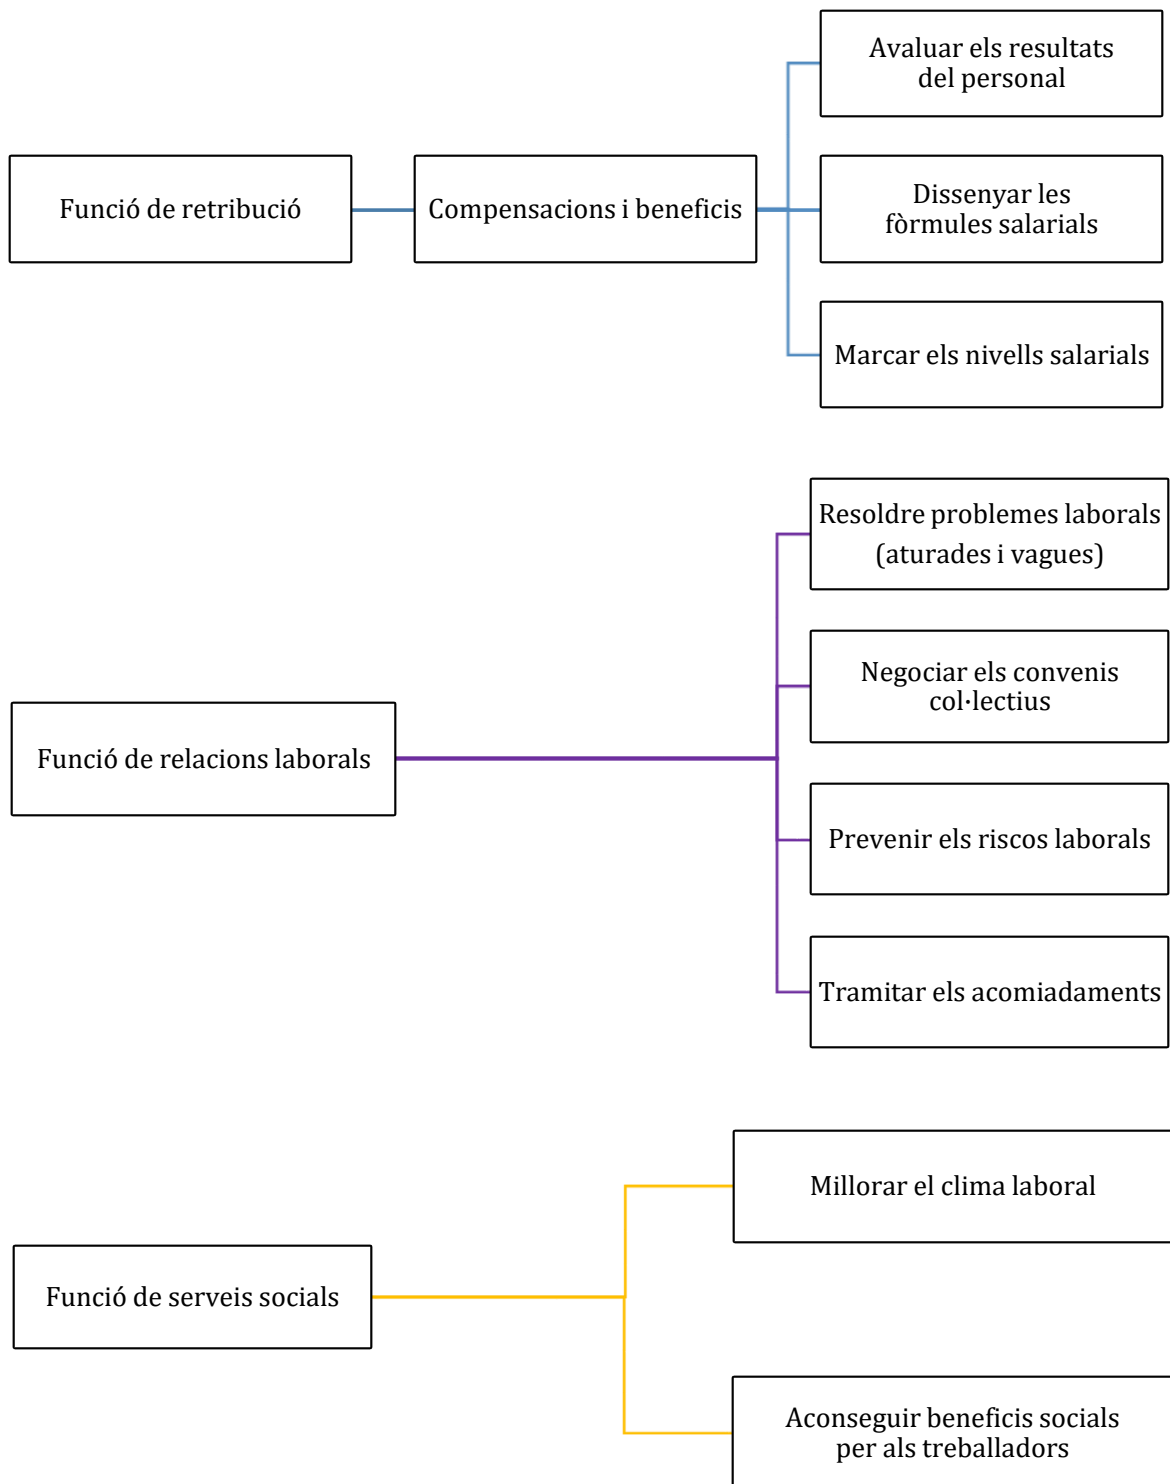 Funció de retribució
Compensacions i beneficis
Avaluar els resultats
del personal
Dissenyar les
fòrmules salarials
Marcar els nivells salarials
Funció de relacions laborals
Resoldre problemes laborals
(aturades i vagues)
Negociar els convenis
col·lectius
Prevenir els riscos laborals
Tramitar els acomiadaments
Funció de serveis socials
Millorar el clima laboral
Aconseguir beneficis socials
per als treballadors